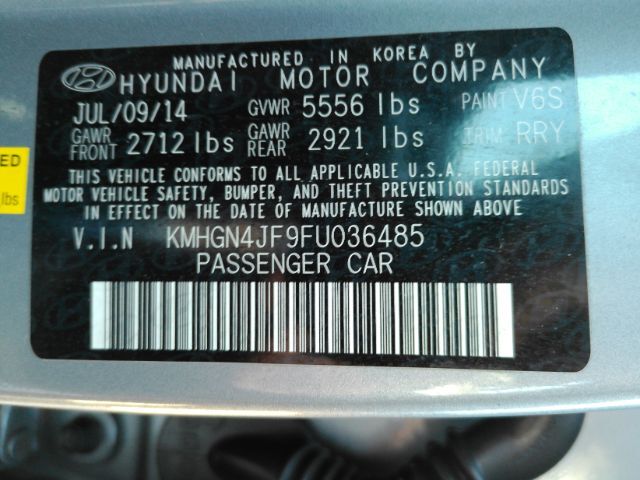 MANUFACTURED IN KOREA BY
HYUNDAI MOTOR COMPANY
JUL/09/14 GVWR 5556 lbs PAINT V6S
GAWR FRONT 2712 lbs GAWR REAR 2921 lbs TRIM RRY
THIS VEHICLE CONFORMS TO ALL APPLICABLE U.S.A. FEDERAL
MOTOR VEHICLE SAFETY, BUMPER, AND THEFT PREVENTION STANDARDS
IN EFFECT ON THE DATE OF MANUFACTURE SHOWN ABOVE
V.I.N KMHGN4JF9FU036485
PASSENGER CAR
lbs